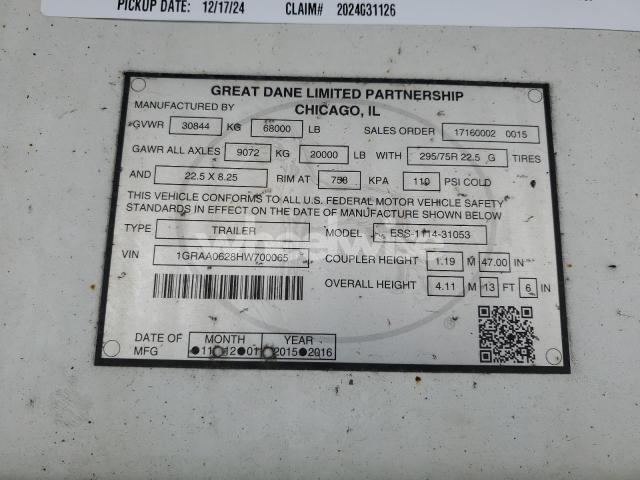 PICKUP DATE: 12/17/24 CLAIM# 2024031126
GREAT DANE LIMITED PARTNERSHIP
MANUFACTURED BY CHICAGO, IL
GVWR 30844 KG 68000 LB SALES ORDER 17160002 0015
GAWR ALL AXLES 9072 KG 20000 LB WITH 295/75R 22.5 G TIRES
AND 22.5 X 8.25 RIM AT 758 KPA 110 PSI COLD
THIS VEHICLE CONFORMS TO ALL U.S. FEDERAL MOTOR VEHICLE SAFETY
STANDARDS IN EFFECT ON THE DATE OF MANUFACTURE SHOWN BELOW
TYPE TRAILER MODEL ESS-1114-31053
VIN 1GRAA0628HW700065 COUPLER HEIGHT 1.19 M 47.00 IN
OVERALL HEIGHT 4.11 M 13 FT 6 IN
DATE OF MFG MONTH YEAR
11 12 01 2015 2016